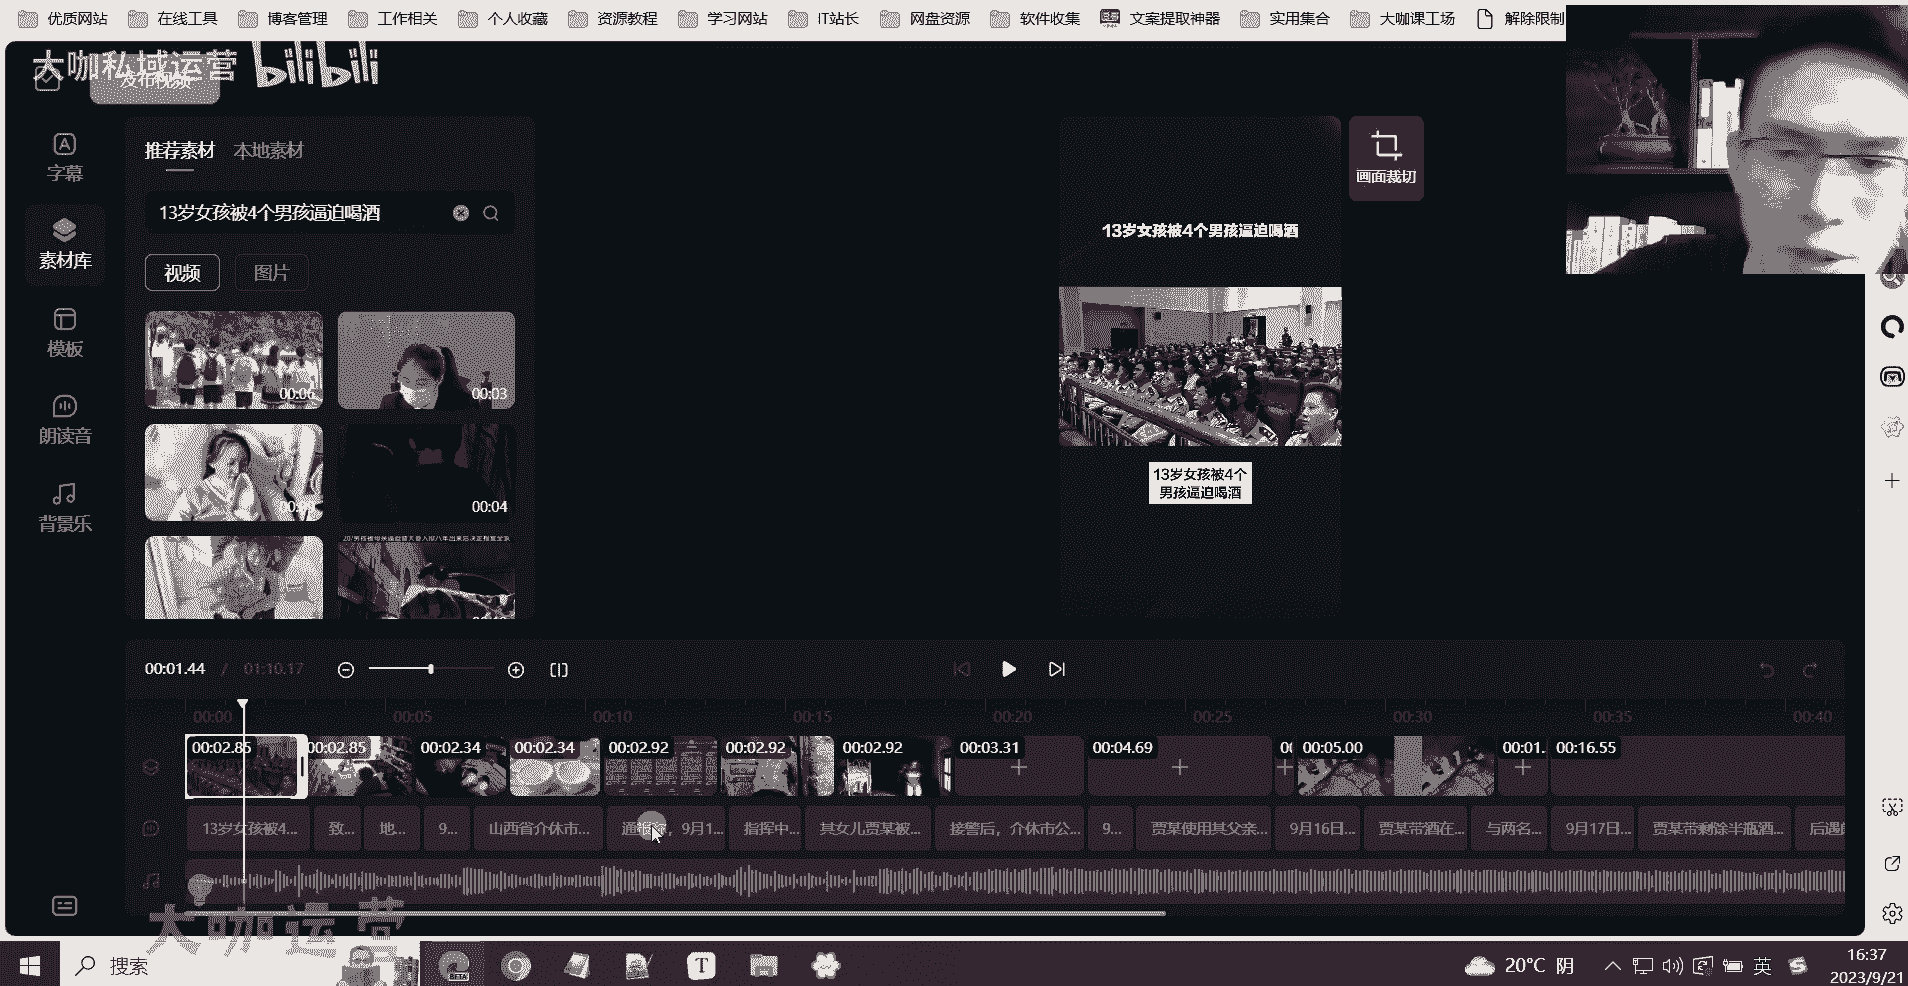 优质网站 在线工具 博客管理 工作相关 个人收藏 资源教程 学习网站 IT站长 网盘资源 软件收集 文案提取神器 实用集合 大咖课工场 解除限制
大咖私域运营 bilibili
发布视频
字幕
素材库
模板
朗读音
背景乐
推荐素材 本地素材
13岁女孩被4个男孩逼迫喝酒
视频 图片
00:06 00:03
00:04
画面裁切
13岁女孩被4个男孩逼迫喝酒
13岁女孩被4个
男孩逼迫喝酒
00:01.44 / 01:10.17
00:00 00:05 00:10 00:15 00:20 00:25 00:30 00:35 00:40
00:02.85 00:02.85 00:02.34 00:02.34 00:02.92 00:02.92 00:02.92 00:03.31 00:04.69 00:05.00 00:01. 00:16.55
13岁女孩被4... 致... 地... 9... 山西省介休市... 9月1... 指挥中... 其女儿贾某被... 接警后，介休市公... 9... 贾某使用其父亲... 9月16日... 贾某带酒在... 与两名... 9月17日... 贾某带剩余半瓶酒... 后遇
大咖运营
搜索
BETA
T
20°C 阴
英
16:37
2023/9/21